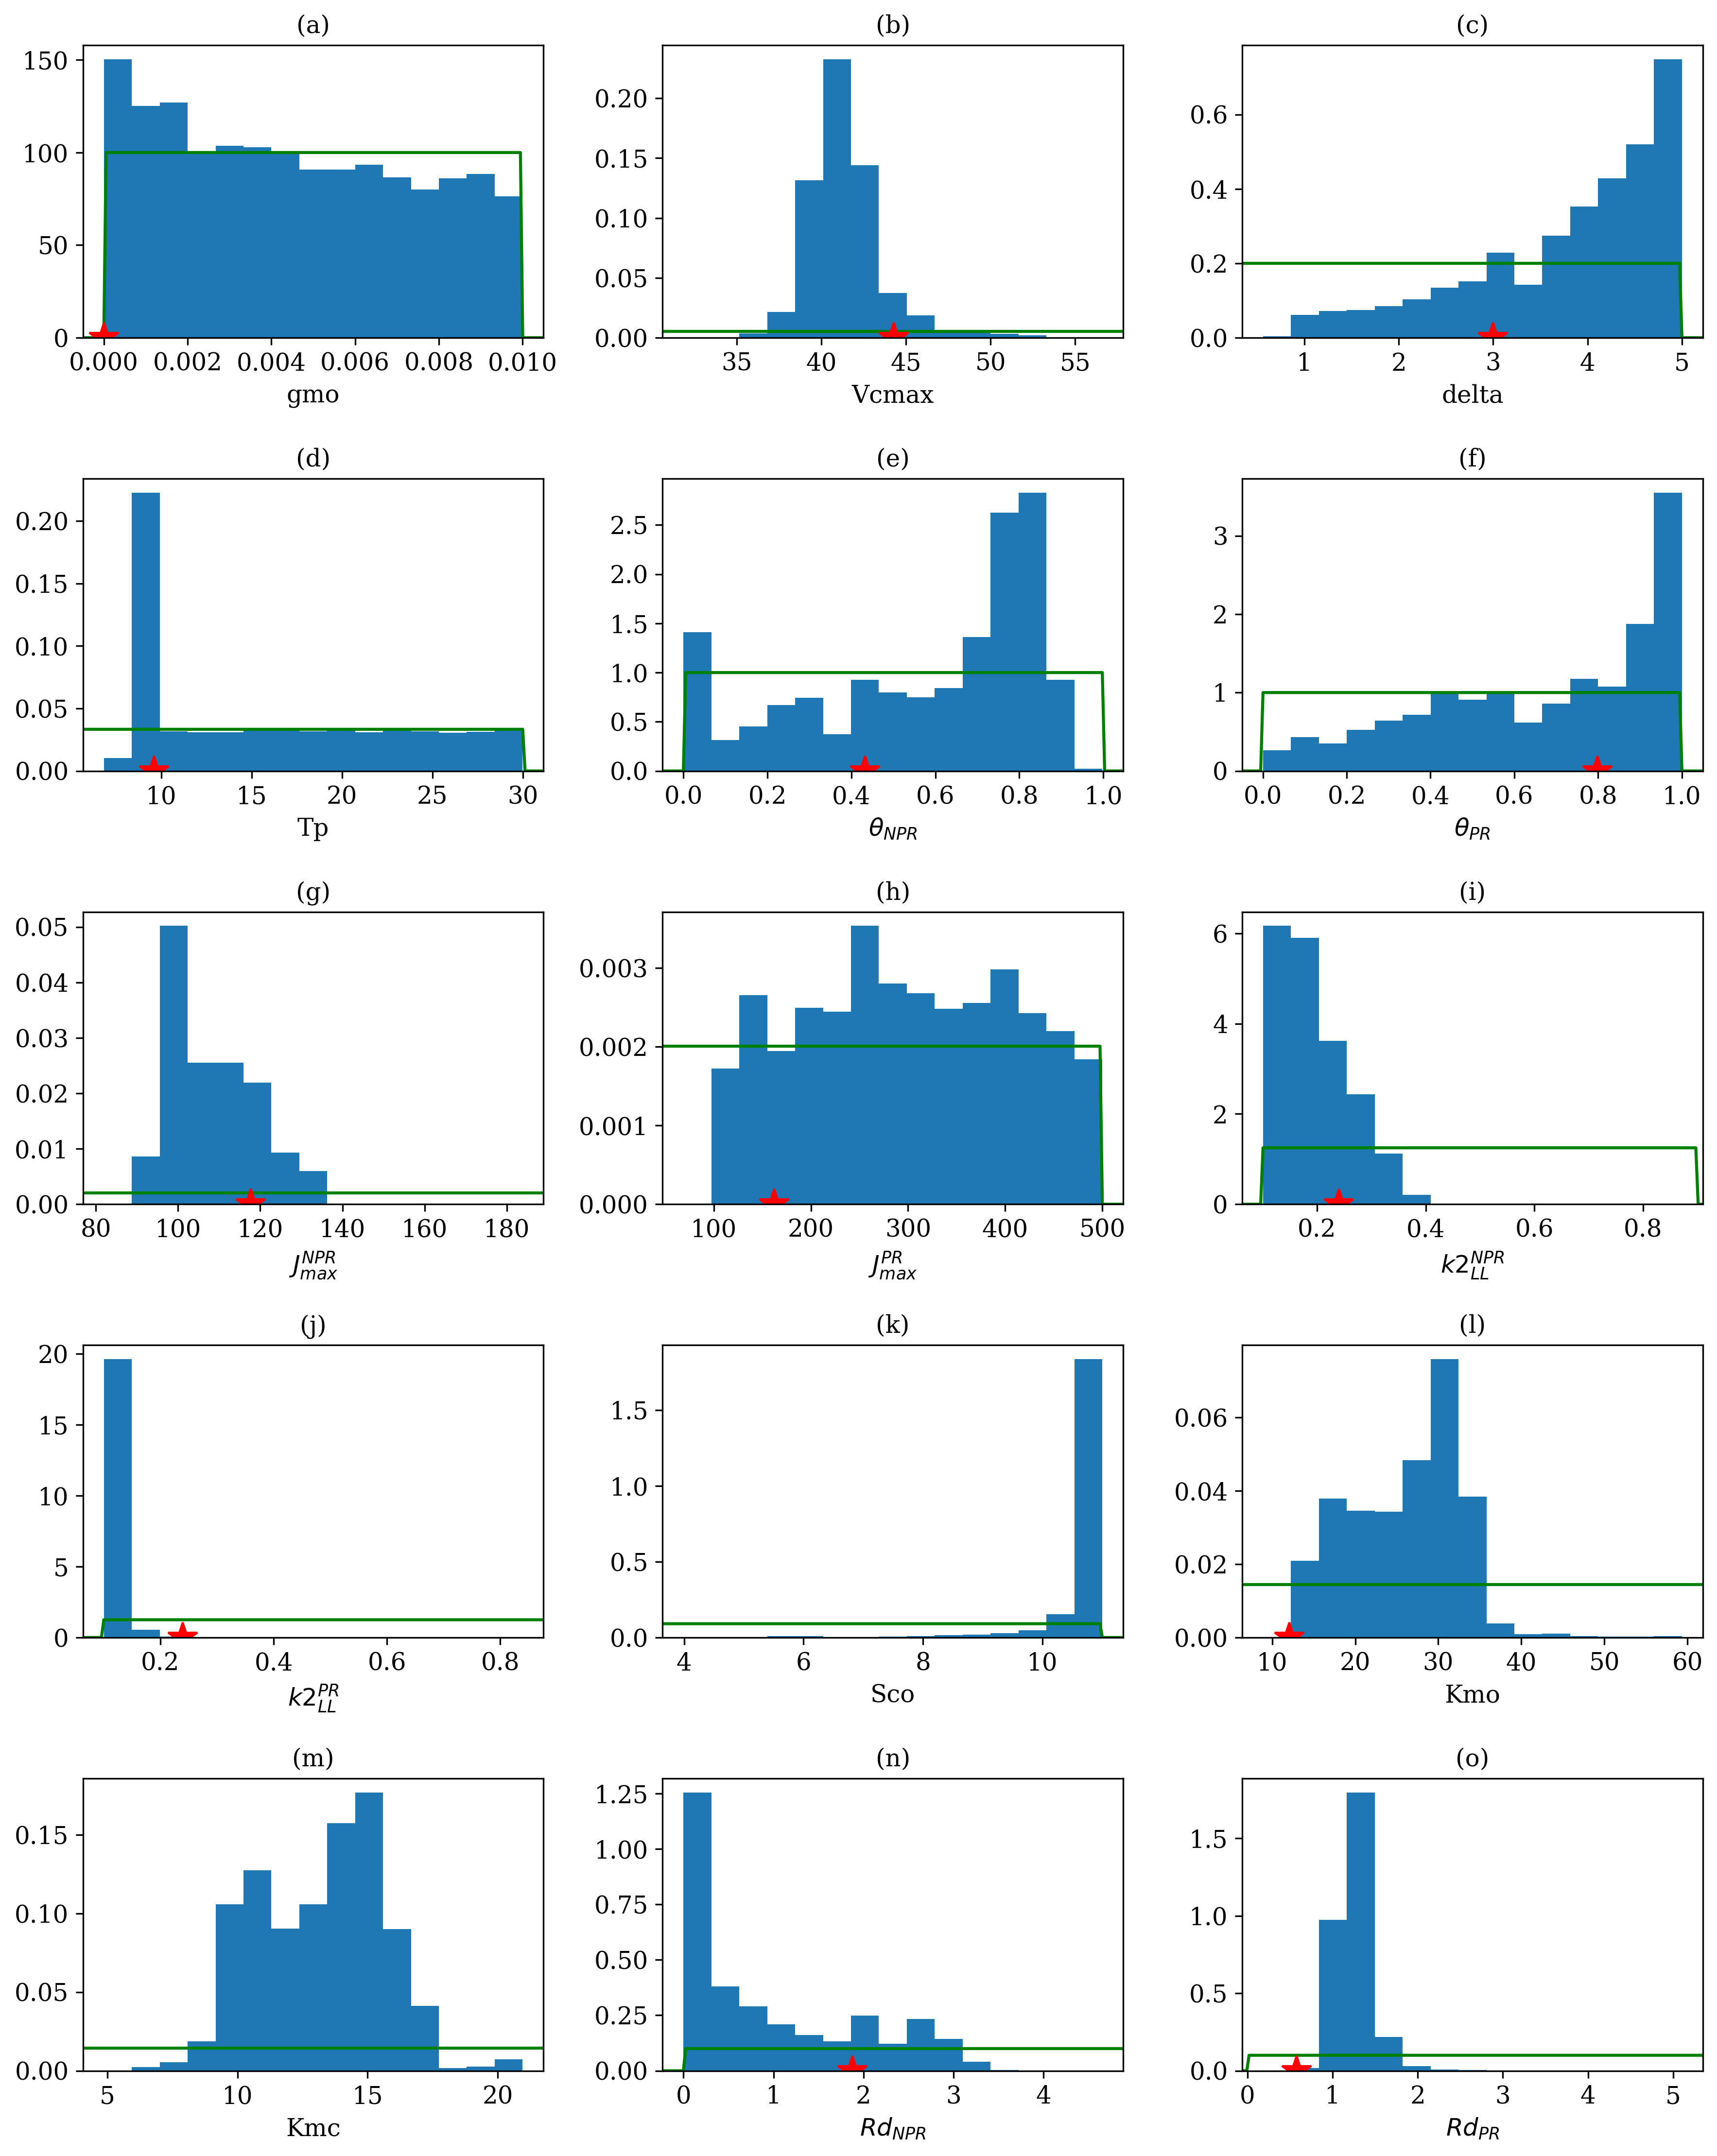 (a) (b) (c)
150 100 50 0
0.000 0.002 0.004 0.006 0.008 0.010
gmo
0.20 0.15 0.10 0.05 0.00
35 40 45 50 55
Vcmax
0.6 0.4 0.2 0.0
1 2 3 4 5
delta
(d) (e) (f)
0.20 0.15 0.10 0.05 0.00
10 15 20 25 30
Tp
2.5 2.0 1.5 1.0 0.5 0.0
0.0 0.2 0.4 0.6 0.8 1.0
θ_NPR
3 2 1 0
0.0 0.2 0.4 0.6 0.8 1.0
θ_PR
(g) (h) (i)
0.05 0.04 0.03 0.02 0.01 0.00
80 100 120 140 160 180
J_max^NPR
0.003 0.002 0.001 0.000
100 200 300 400 500
J_max^PR
6 4 2 0
0.2 0.4 0.6 0.8
k2_LL^NPR
(j) (k) (l)
20 15 10 5 0
0.2 0.4 0.6 0.8
k2_LL^PR
1.5 1.0 0.5 0.0
4 6 8 10
Sco
0.06 0.04 0.02 0.00
10 20 30 40 50 60
Kmo
(m) (n) (o)
0.15 0.10 0.05 0.00
5 10 15 20
Kmc
1.25 1.00 0.75 0.50 0.25 0.00
0 1 2 3 4
Rd_NPR
1.5 1.0 0.5 0.0
0 1 2 3 4 5
Rd_PR